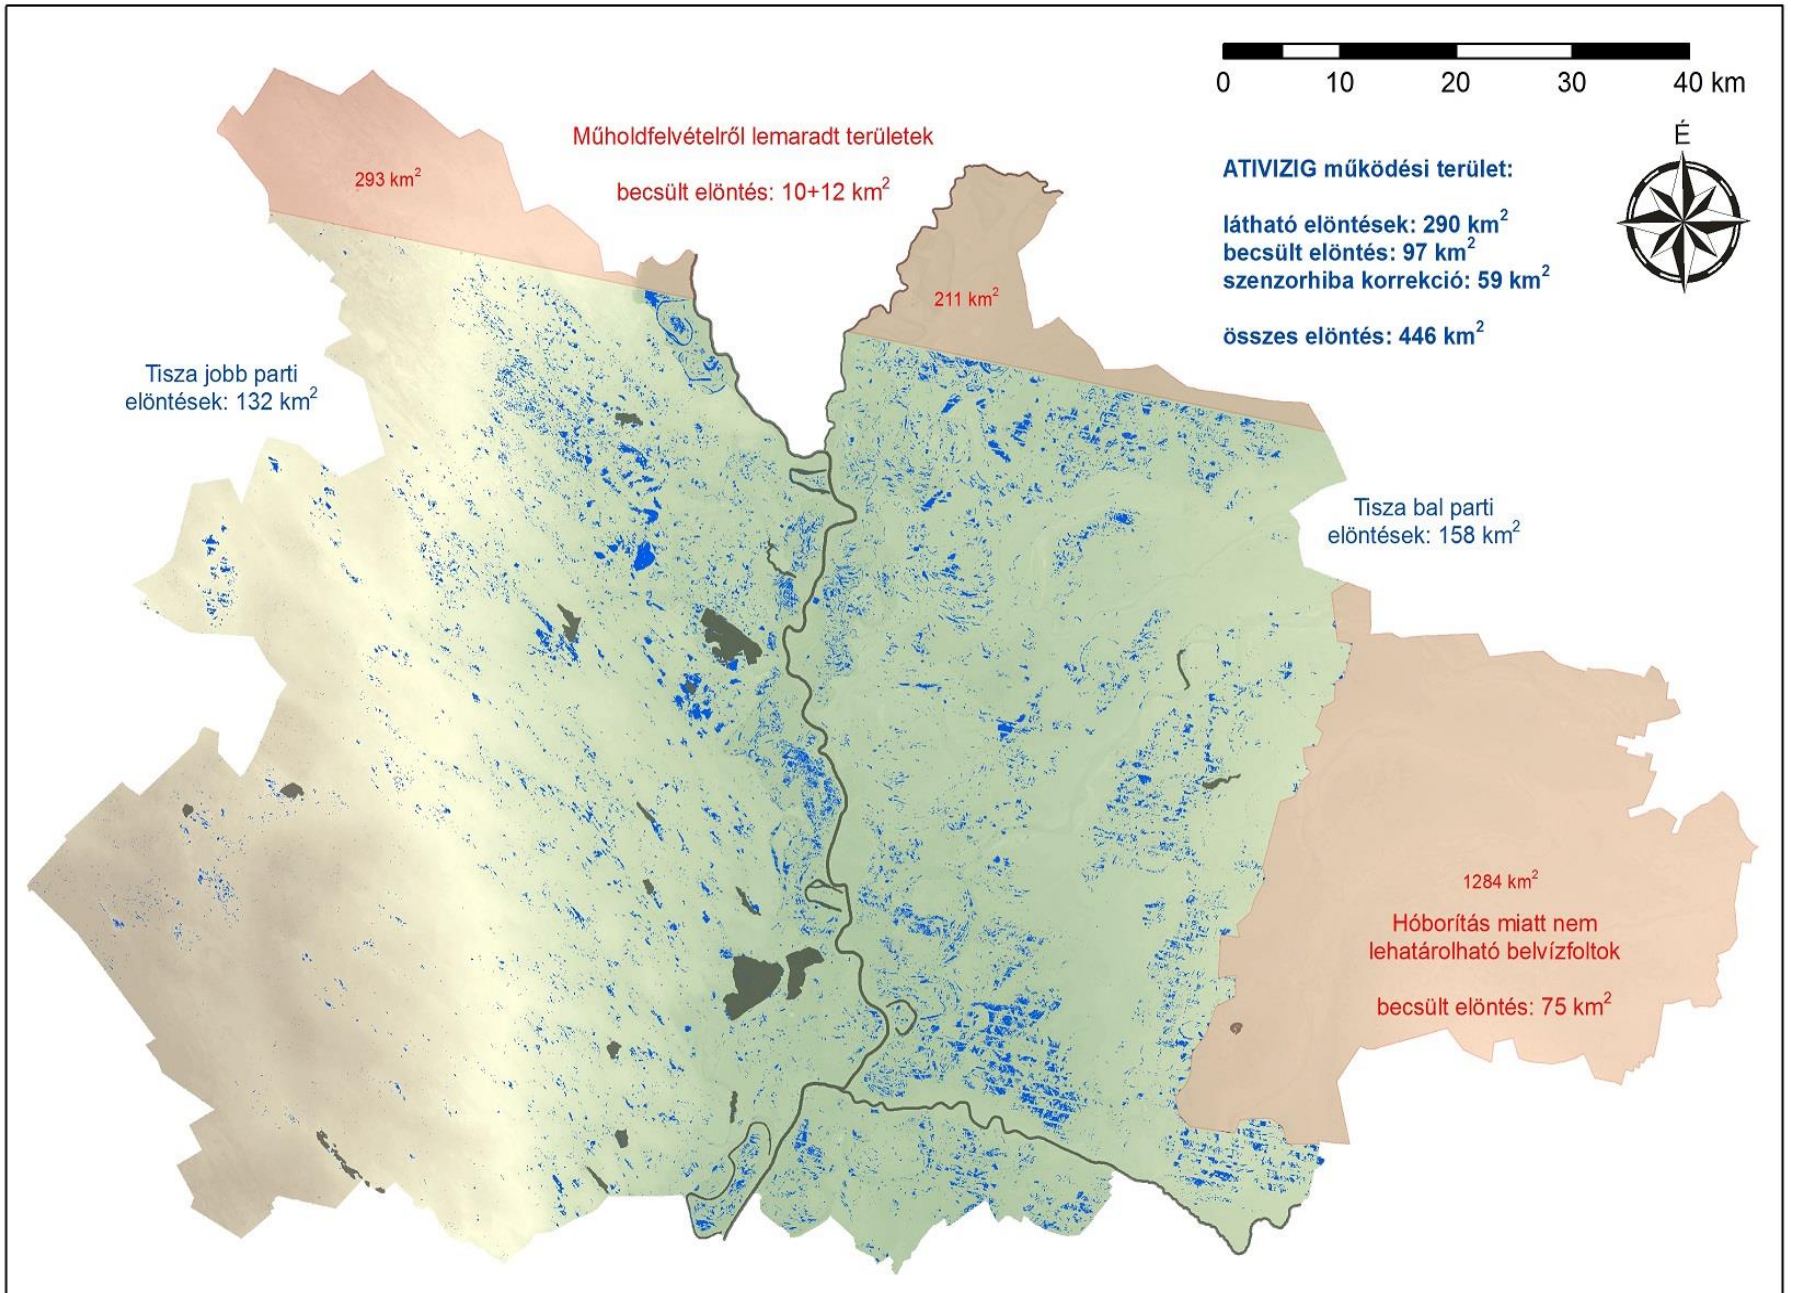 0 10 20 30 40 km
É
Műholdfelvételről lemaradt területek
becsült elöntés: 10+12 km²
293 km²
211 km²
ATIVIZIG működési terület:
látható elöntések: 290 km²
becsült elöntés: 97 km²
szenzorhiba korrekció: 59 km²
összes elöntés: 446 km²
Tisza jobb parti
elöntések: 132 km²
Tisza bal parti
elöntések: 158 km²
1284 km²
Hóborítás miatt nem
lehatárolható belvízfoltok
becsült elöntés: 75 km²